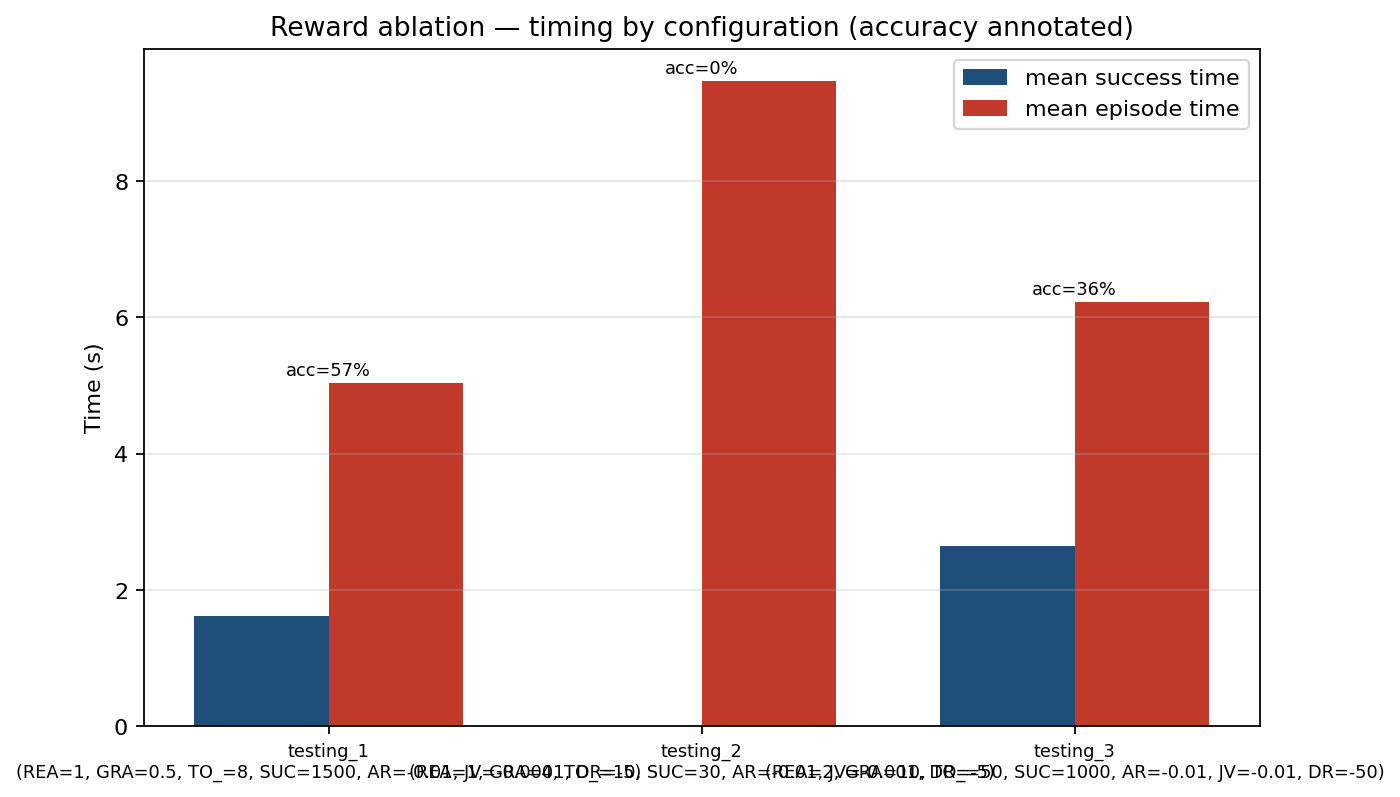 Reward ablation — timing by configuration (accuracy annotated)
mean success time
mean episode time
acc=0%
acc=36%
acc=57%
Time (s)
8
6
4
2
0
testing_1
testing_2
testing_3
(REA=1, GRA=0.5, TO_=8, SUC=1500, AR=-0.01, SUC=30, SUC=1000, AR=-0.01, JV=-0.01, DR=-50)